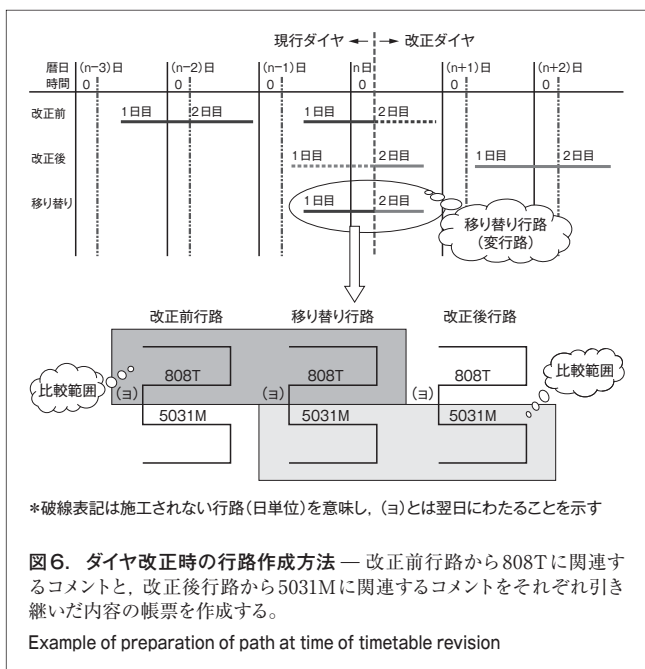 現行ダイヤ ← → 改正ダイヤ
暦日 (n-3)日 (n-2)日 (n-1)日 n日 (n+1)日 (n+2)日
時間 0 0 0 0 0 0
改正前 1日目 2日目 1日目 2日目
改正後 1日目 2日目 1日目 2日目
移り替り 1日目 2日目
移り替り行路
(変行路)
改正前行路 移り替り行路 改正後行路
808T 808T 808T
比較範囲 (ョ) (ョ) (ョ) 比較範囲
5031M 5031M 5031M
*破線表記は施工されない行路(日単位)を意味し,(ョ)とは翌日にわたることを示す
図6. ダイヤ改正時の行路作成方法 — 改正前行路から808Tに関連す
るコメントと,改正後行路から5031Mに関連するコメントをそれぞれ引き
継いだ内容の帳票を作成する。
Example of preparation of path at time of timetable revision